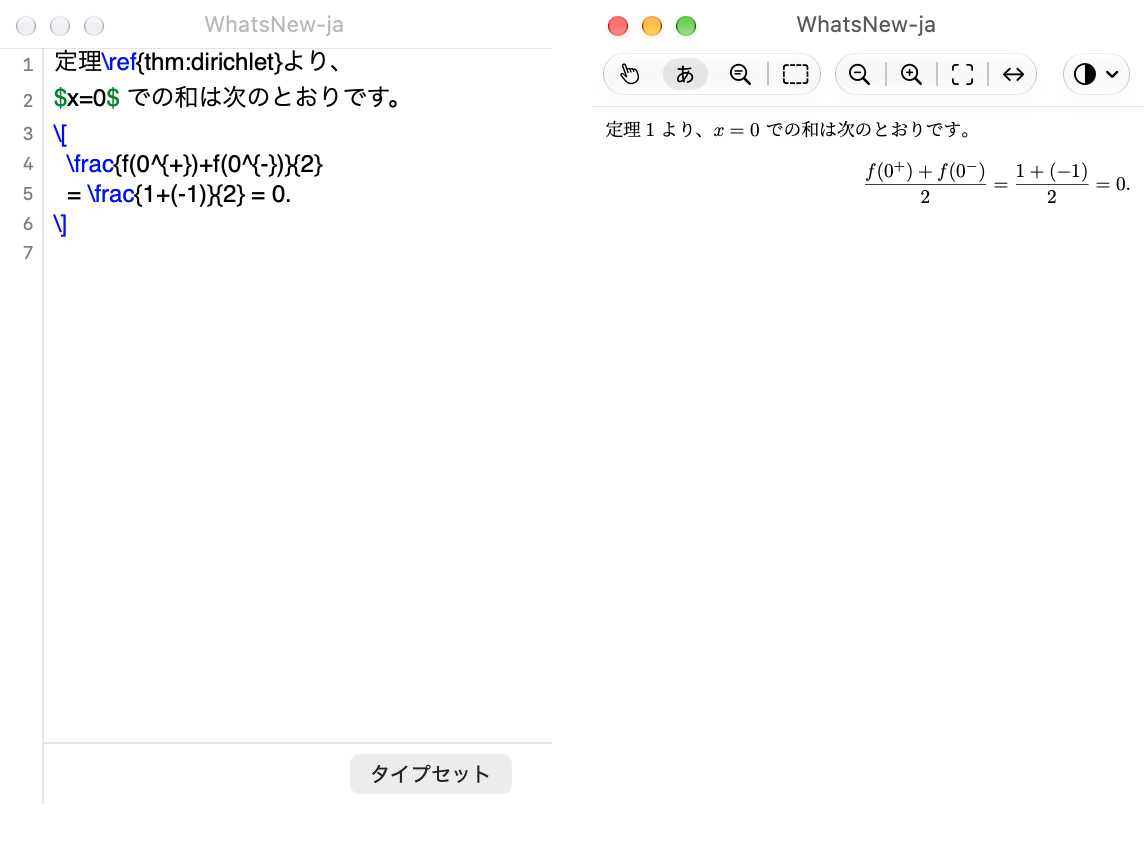 WhatsNew-ja
1 定理\ref{thm:dirichlet}より、
2 $x=0$ での和は次のとおりです。
3 \[
4 \frac{f(0^{+})+f(0^{-})}{2}
5 = \frac{1+(-1)}{2} = 0.
6 \]
7
タイプセット
WhatsNew-ja
あ
定理 1 より、x = 0 での和は次のとおりです。
f(0⁺) + f(0⁻) / 2 = 1 + (−1) / 2 = 0.